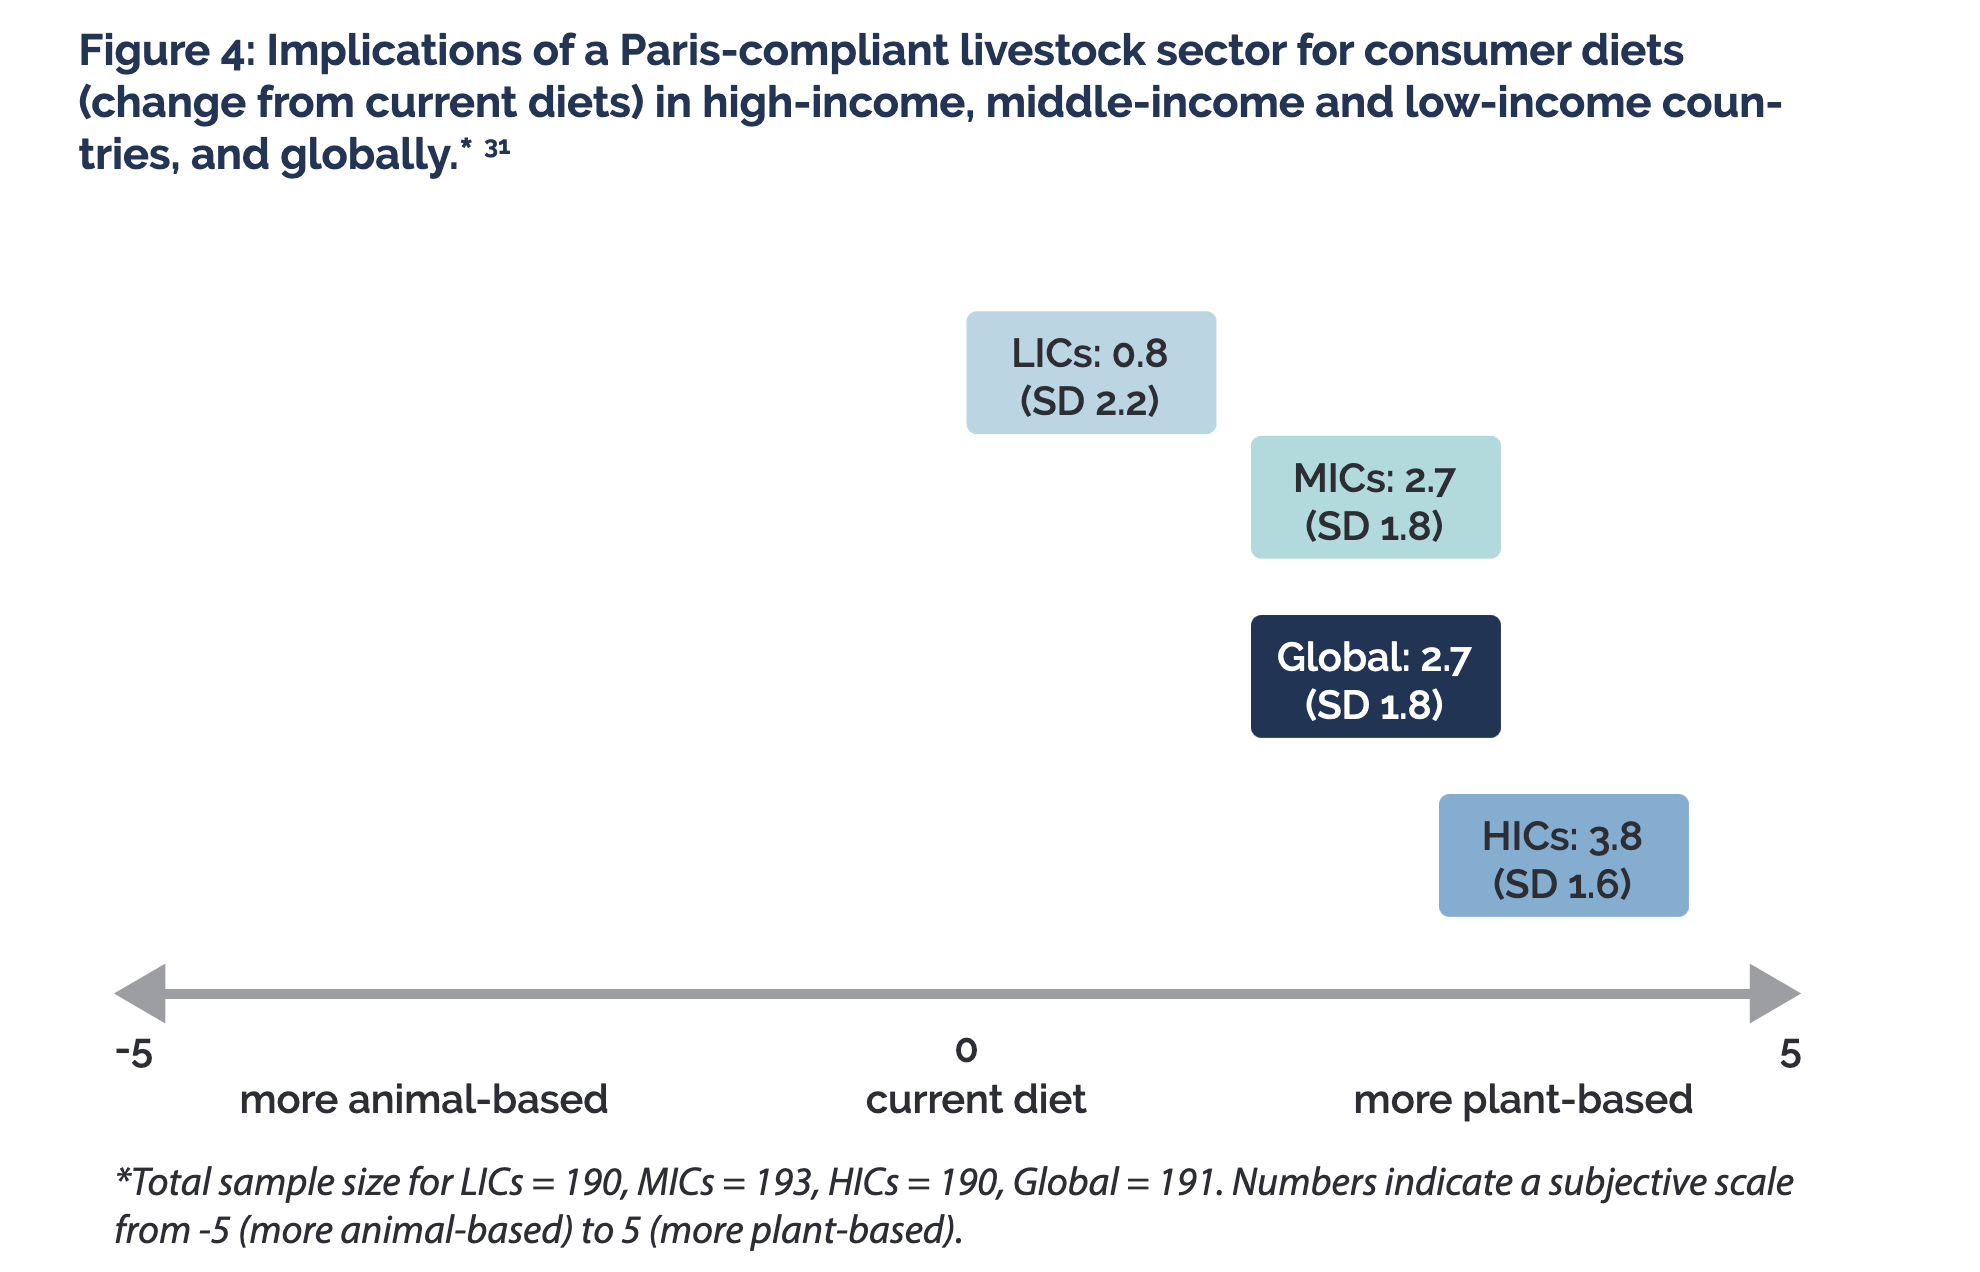 Figure 4: Implications of a Paris-compliant livestock sector for consumer diets
(change from current diets) in high-income, middle-income and low-income coun-
tries, and globally.* ³¹
LICs: 0.8
(SD 2.2)
MICs: 2.7
(SD 1.8)
Global: 2.7
(SD 1.8)
HICs: 3.8
(SD 1.6)
-5 0 5
more animal-based current diet more plant-based
*Total sample size for LICs = 190, MICs = 193, HICs = 190, Global = 191. Numbers indicate a subjective scale
from -5 (more animal-based) to 5 (more plant-based).